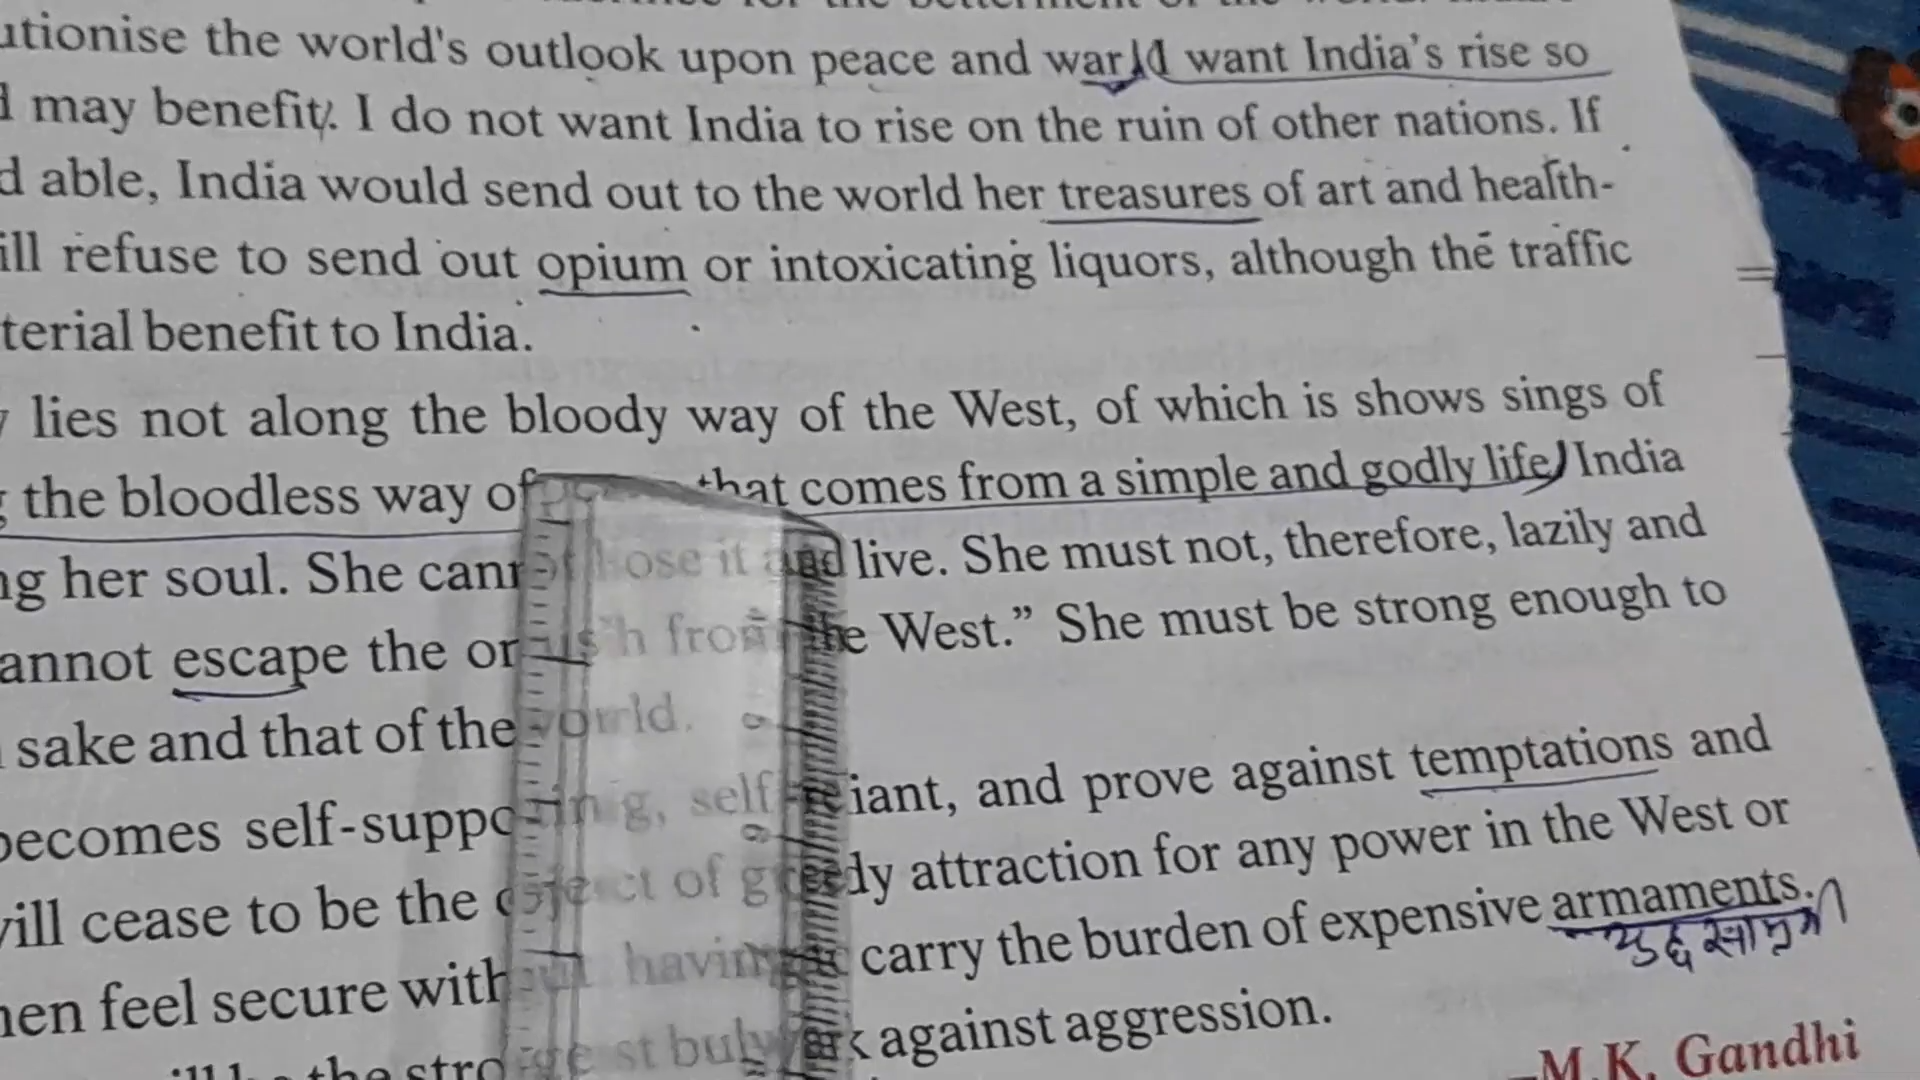 utionise the world's outlook upon peace and war want India's rise so
may benefit. I do not want India to rise on the ruin of other nations. If
d able, India would send out to the world her treasures of art and health-
ill refuse to send out opium or intoxicating liquors, although the traffic
terial benefit to India.
lies not along the bloody way of the West, of which is shows sings of
the bloodless way of that comes from a simple and godly life India
ng her soul. She cannot lose it and live. She must not, therefore, lazily and
annot escape the from the West.” She must be strong enough to
sake and that of the world.
becomes self-supporting, self-reliant, and prove against temptations and
will cease to be the object of greedy attraction for any power in the West or
hen feel secure without having to carry the burden of expensive armaments.
युद्ध सामग्री
the strongest bulwark against aggression.
–M.K. Gandhi